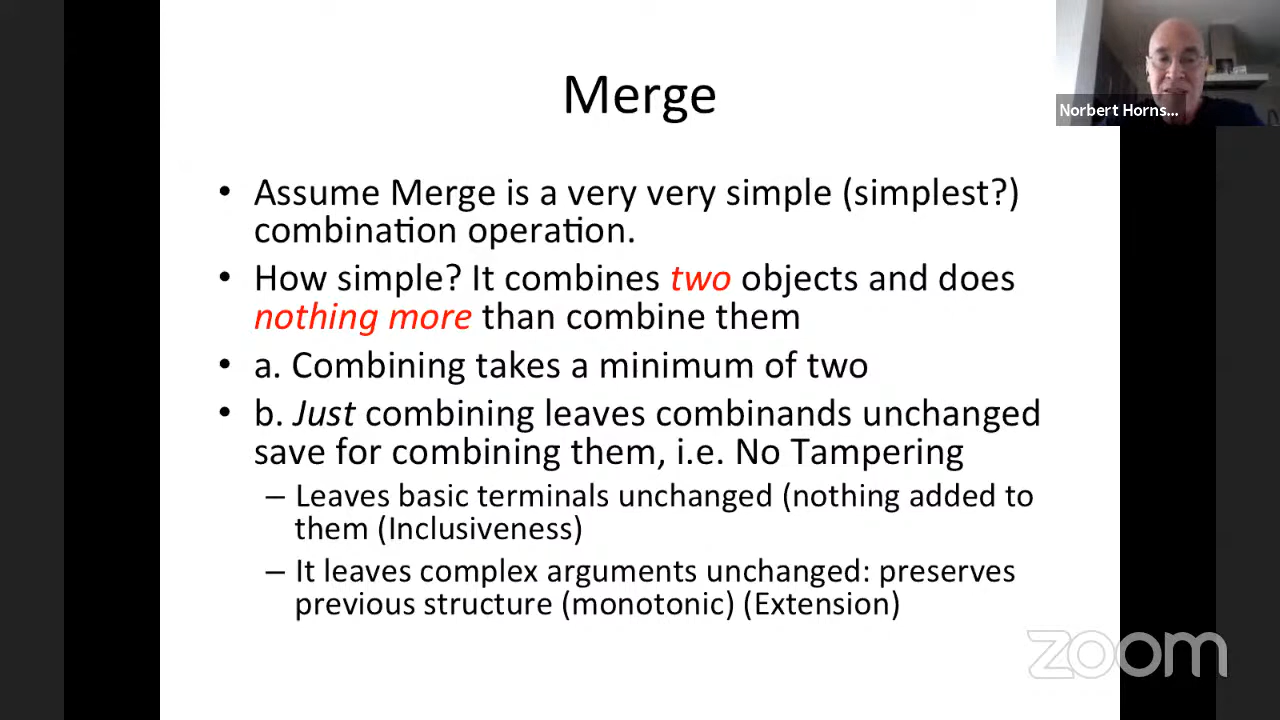 Merge
Norbert Horns...
• Assume Merge is a very very simple (simplest?)
combination operation.
• How simple? It combines two objects and does
nothing more than combine them
• a. Combining takes a minimum of two
• b. Just combining leaves combinands unchanged
save for combining them, i.e. No Tampering
– Leaves basic terminals unchanged (nothing added to
them (Inclusiveness)
– It leaves complex arguments unchanged: preserves
previous structure (monotonic) (Extension)
zoom